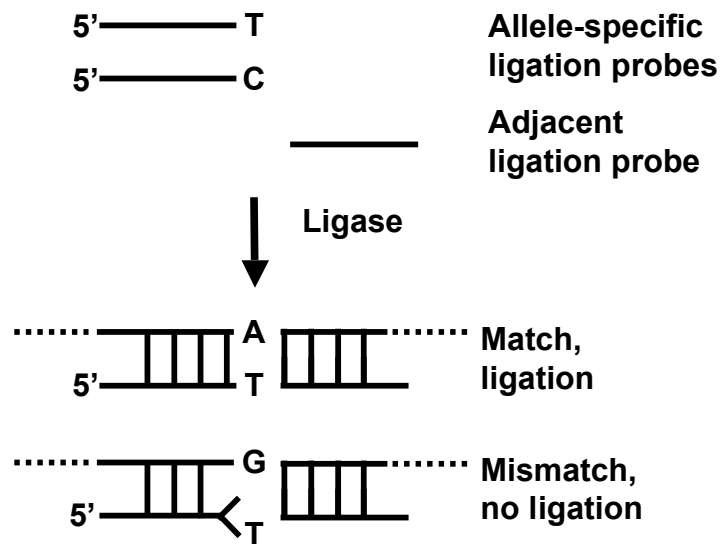 5’ T
Allele-specific
ligation probes
5’ C
Adjacent
ligation probe
Ligase
A
5’ T
Match,
ligation
G
5’ T
Mismatch,
no ligation